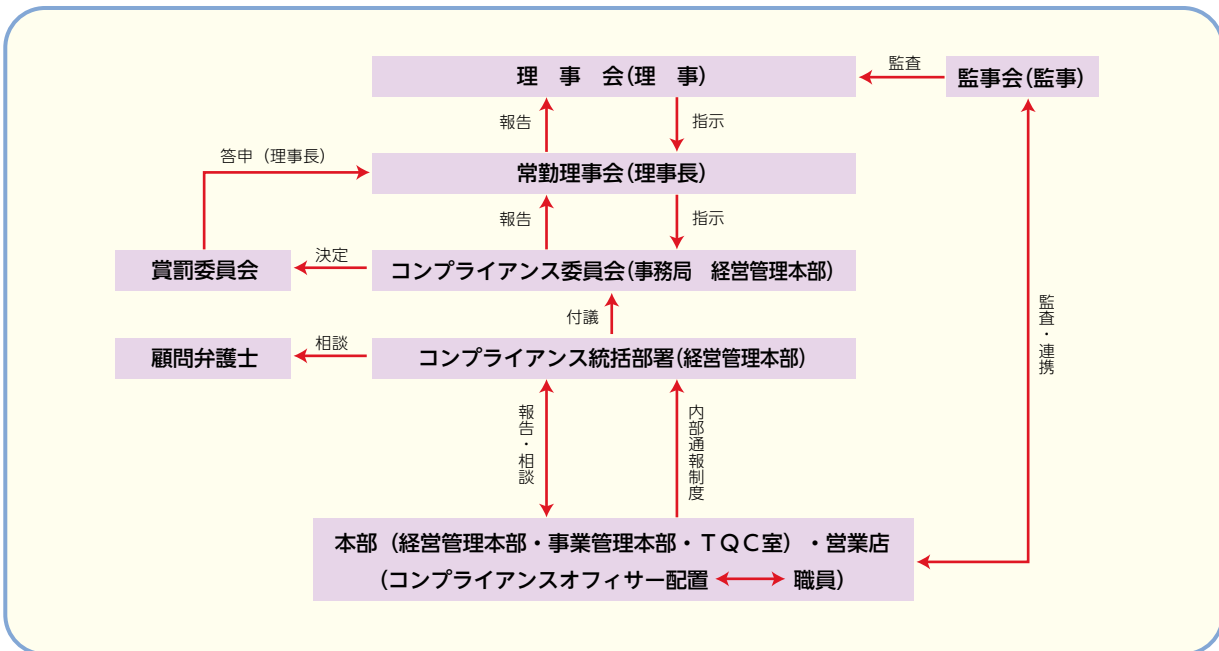 理　事　会(理　事)
監査
監事会(監事)
報告
指示
答申（理事長）
常勤理事会(理事長)
報告
指示
賞罰委員会
決定
コンプライアンス委員会(事務局　経営管理本部)
付議
顧問弁護士
相談
コンプライアンス統括部署(経営管理本部)
監査・連携
報告・相談
内部通報制度
本部（経営管理本部・事業管理本部・ＴＱＣ室）・営業店
（コンプライアンスオフィサー配置 職員）